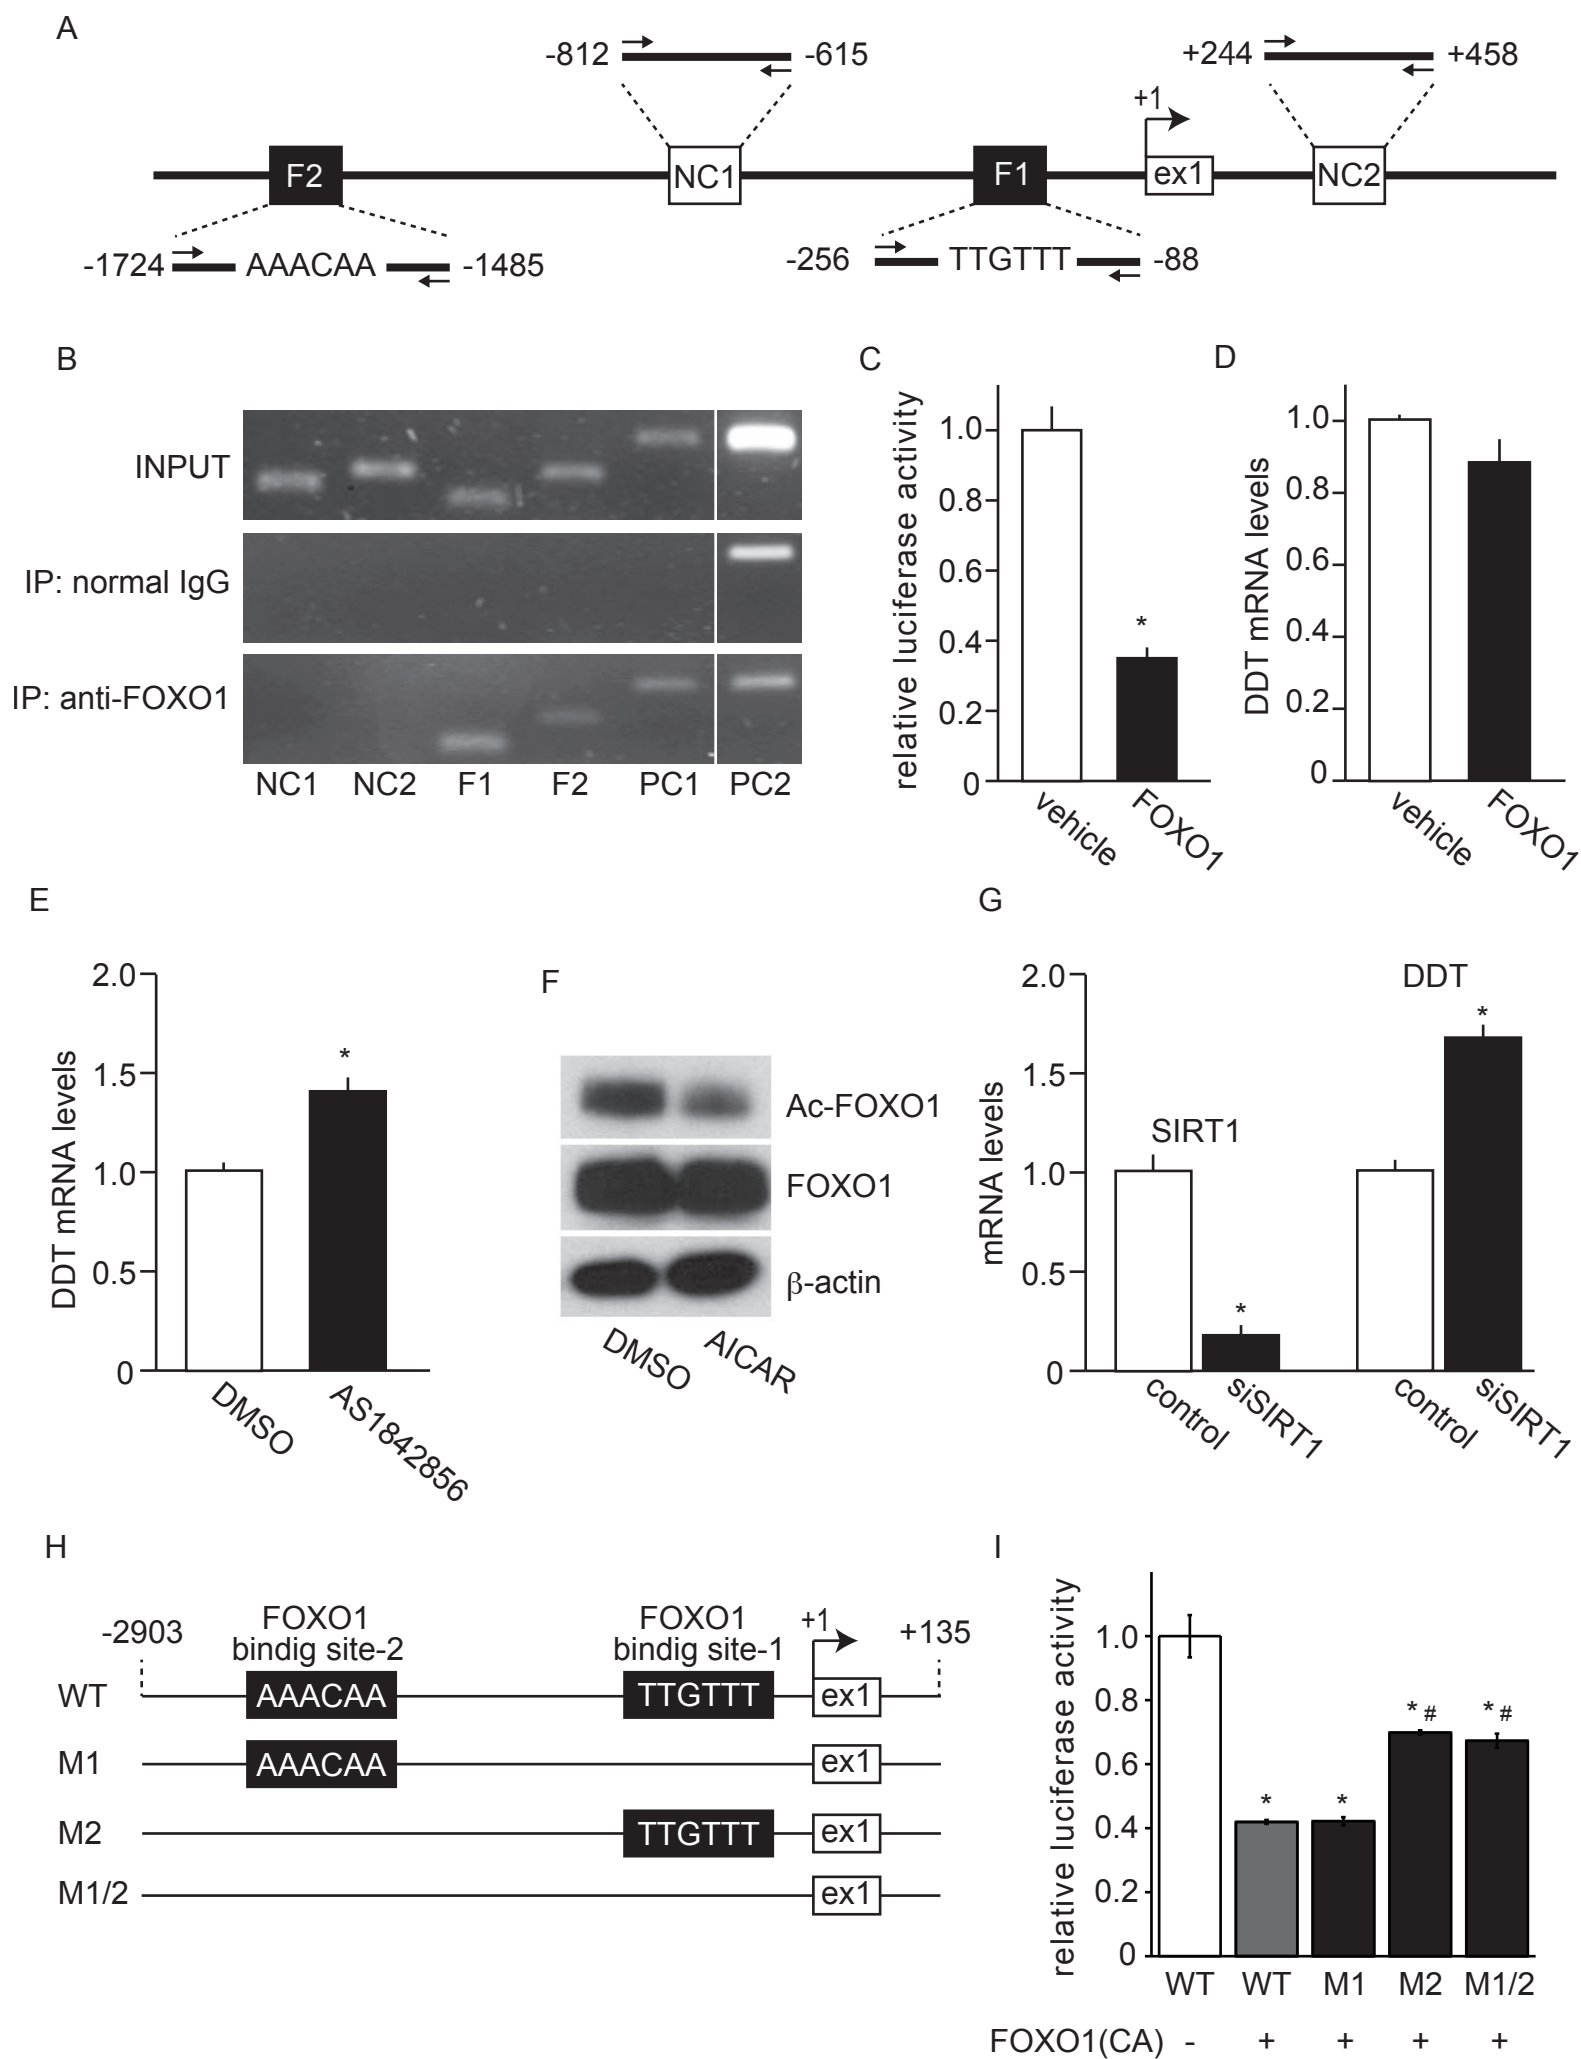 A
-812 -615
+244 +458
+1
F2 NC1 F1 ex1 NC2
-1724 AAACAA -1485
-256 TTGTTT -88
B
INPUT
IP: normal IgG
IP: anti-FOXO1
NC1 NC2 F1 F2 PC1 PC2
C
relative luciferase activity
1.0
0.8
0.6
0.4
0.2
0
*
vehicle
FOXO1
D
DDT mRNA levels
1.0
0.8
0.6
0.4
0.2
0
vehicle
FOXO1
E
DDT mRNA levels
2.0
1.5
1.0
0.5
0
*
DMSO
AS1842856
F
Ac-FOXO1
FOXO1
β-actin
DMSO
AICAR
G
mRNA levels
2.0
1.5
1.0
0.5
0
SIRT1
*
DDT
*
control
siSIRT1
control
siSIRT1
H
-2903
FOXO1
bindig site-2
FOXO1
bindig site-1
+1
+135
WT AAACAA TTGTTT ex1
M1 AAACAA ex1
M2 TTGTTT ex1
M1/2 ex1
I
relative luciferase activity
1.0
0.8
0.6
0.4
0.2
0
* * * # * #
WT WT M1 M2 M1/2
FOXO1(CA) - + + + +